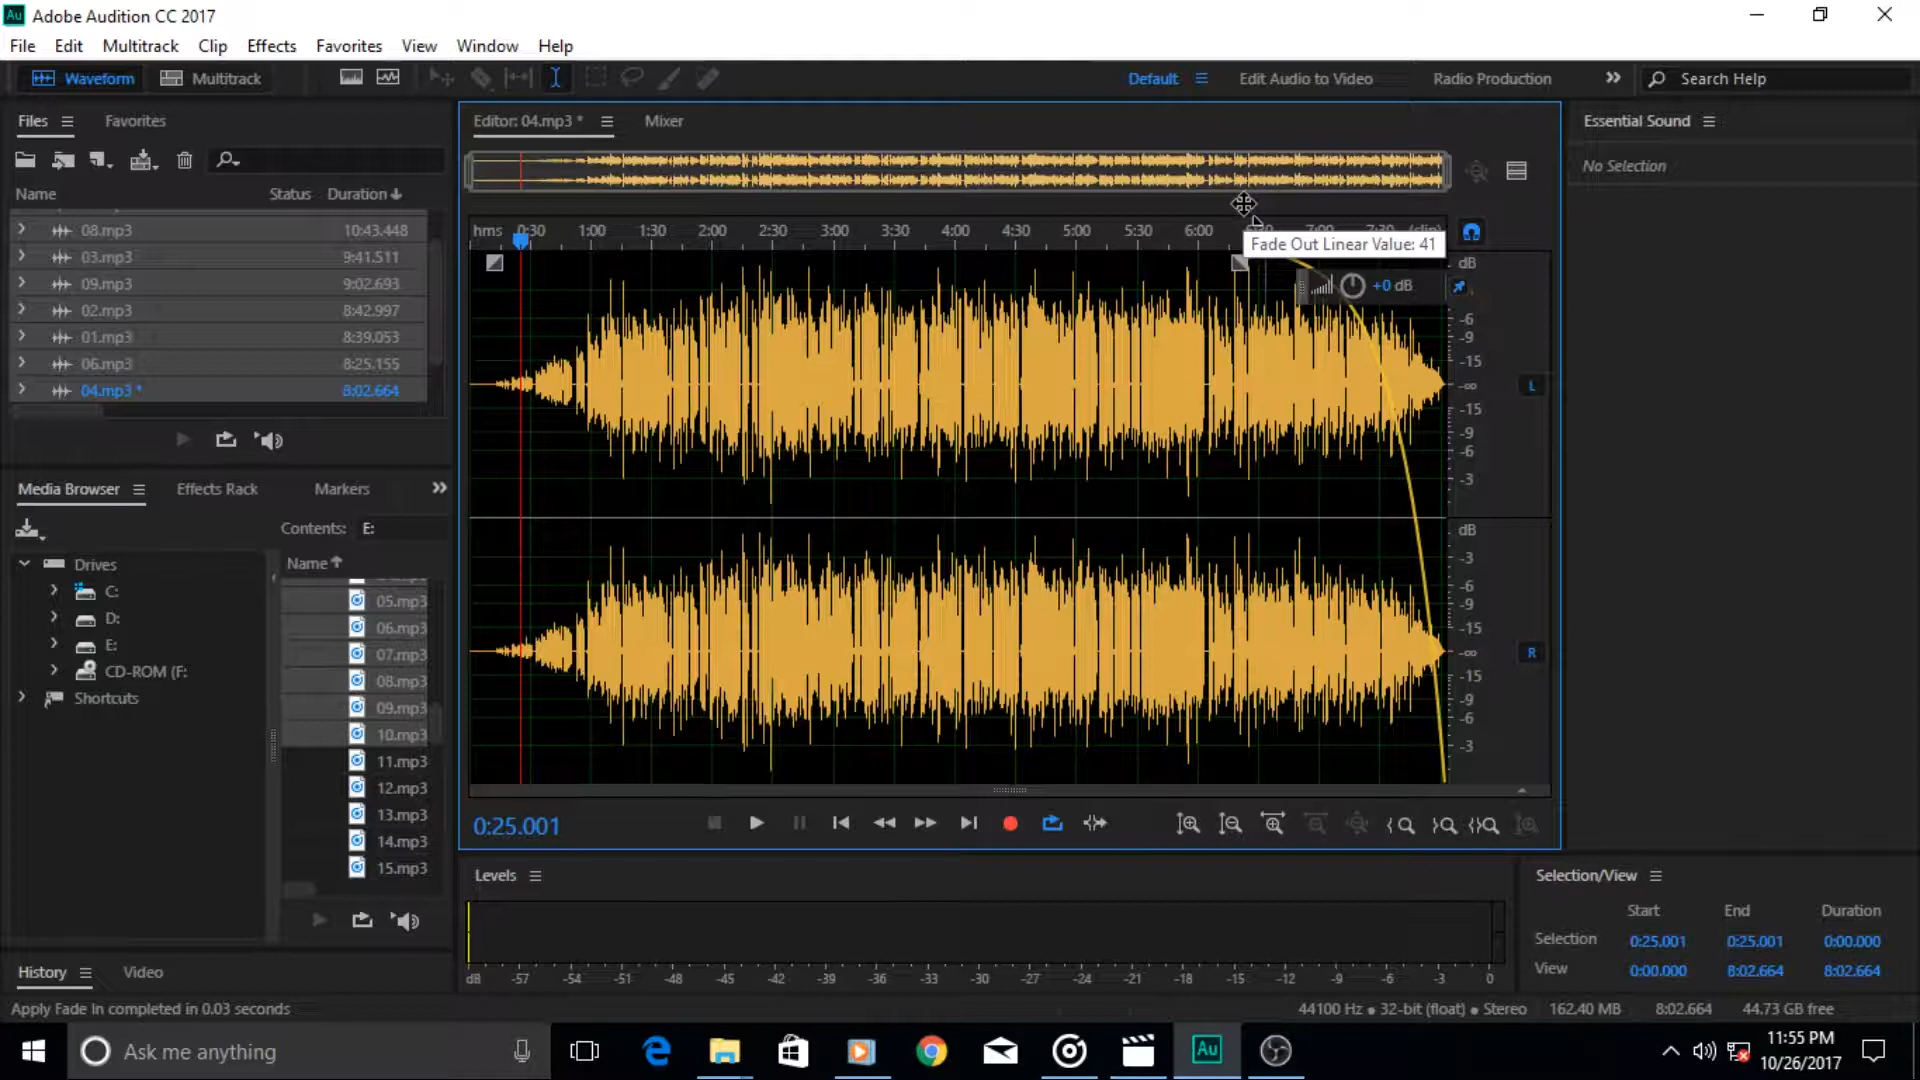 Au Adobe Audition CC 2017
File Edit Multitrack Clip Effects Favorites View Window Help
Waveform Multitrack Default Edit Audio to Video Radio Production Search Help
Files Favorites
Name Status Duration
08.mp3 10:43.448
03.mp3 9:41.511
09.mp3 9:02.693
02.mp3 8:42.997
01.mp3 8:39.053
06.mp3 8:25.155
04.mp3 * 8:02.664
Editor: 04.mp3 * Mixer
hms 0:30 1:00 1:30 2:00 2:30 3:00 3:30 4:00 4:30 5:00 5:30 6:00
Fade Out Linear Value: 41
+0 dB
dB
-6
-9
-15
-∞
-15
-9
-6
-3
L
dB
-3
-6
-9
-15
-∞
-15
-9
-6
-3
R
Essential Sound
No Selection
Media Browser Effects Rack Markers
Contents: E:
Drives
C:
D:
E:
CD-ROM (F:
Shortcuts
Name
05.mp3
06.mp3
07.mp3
08.mp3
09.mp3
10.mp3
11.mp3
12.mp3
13.mp3
14.mp3
15.mp3
0:25.001
Levels
dB -57 -54 -51 -48 -45 -42 -39 -36 -33 -30 -27 -24 -21 -18 -15 -12 -9 -6 -3 0
Selection/View
Start End Duration
Selection 0:25.001 0:25.001 0:00.000
View 0:00.000 8:02.664 8:02.664
History Video
Apply Fade In completed in 0.03 seconds
44100 Hz ● 32-bit (float) ● Stereo 162.40 MB 8:02.664 44.73 GB free
Ask me anything
Au
11:55 PM
10/26/2017